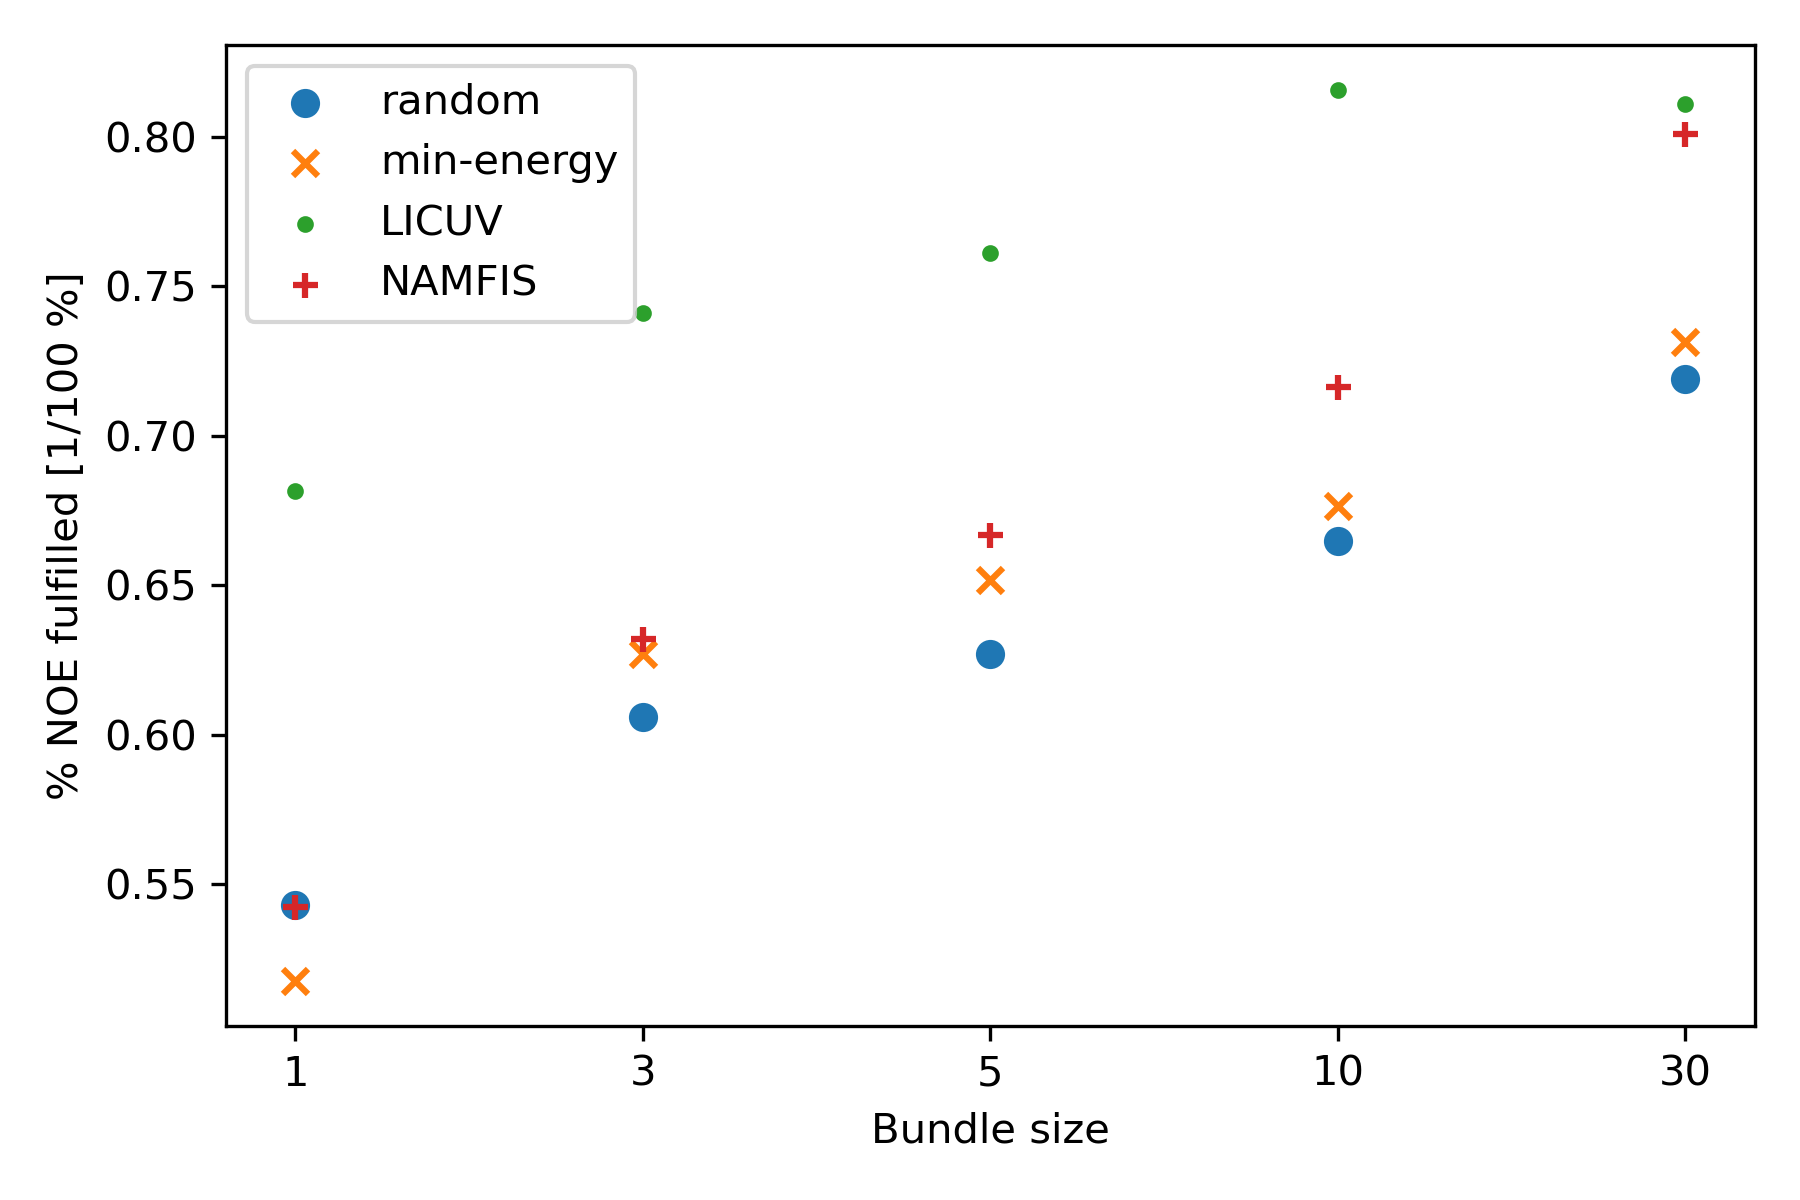 random
min-energy
LICUV
NAMFIS
0.80
0.75
0.70
0.65
0.60
0.55
% NOE fulfilled [1/100 %]
1 3 5 10 30
Bundle size